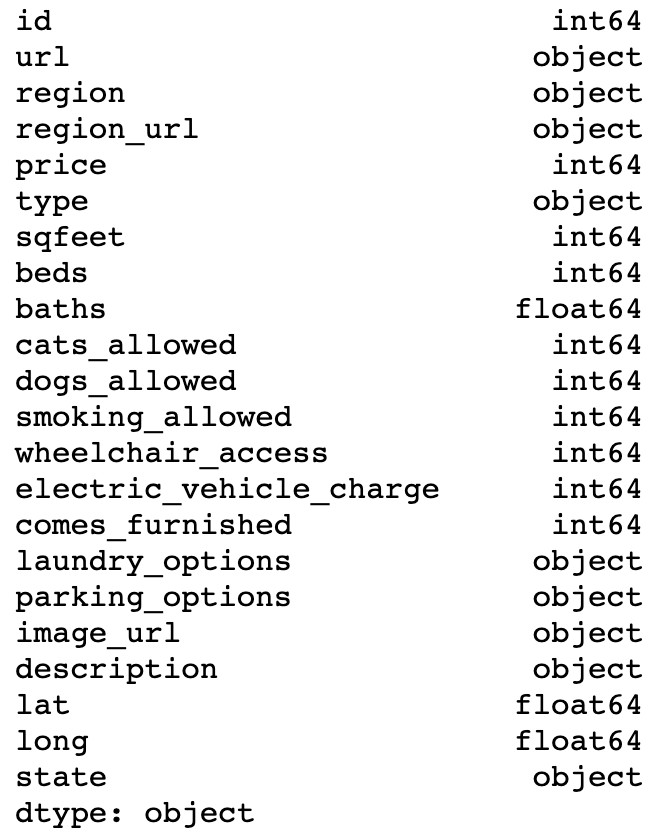 id int64
url object
region object
region_url object
price int64
type object
sqfeet int64
beds int64
baths float64
cats_allowed int64
dogs_allowed int64
smoking_allowed int64
wheelchair_access int64
electric_vehicle_charge int64
comes_furnished int64
laundry_options object
parking_options object
image_url object
description object
lat float64
long float64
state object
dtype: object